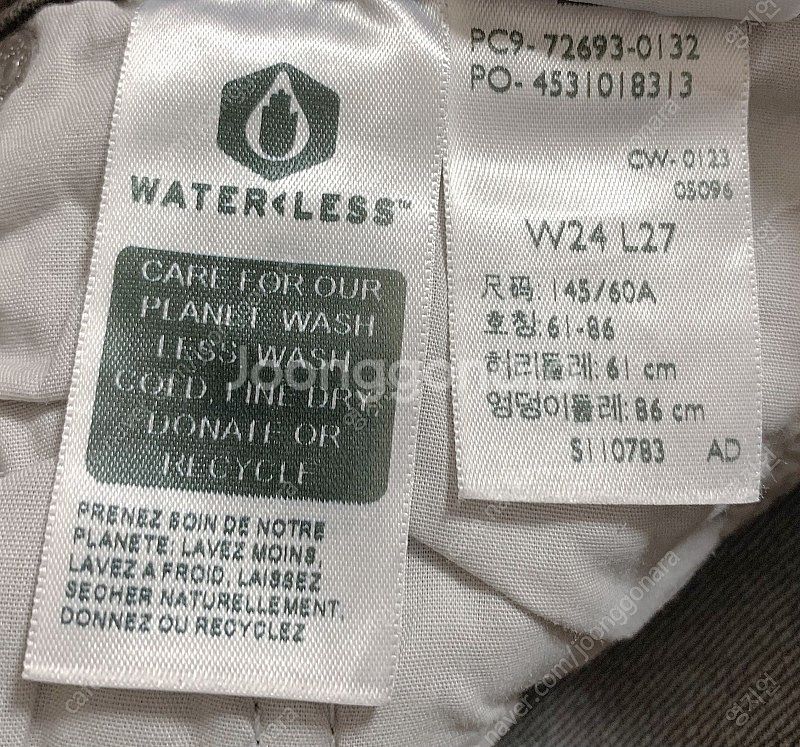 WATER<LESS™
CARE FOR OUR
PLANET: WASH
LESS, WASH
COLD, LINE DRY,
DONATE OR
RECYCLE
PRENEZ SOIN DE NOTRE
PLANETE: LAVEZ MOINS,
LAVEZ A FROID, LAISSEZ
SECHER NATURELLEMENT,
DONNEZ OU RECYCLEZ
PC9-72693-0132
PO-4531018313
CW-0123
05096
W24 L27
尺码:145/60A
호칭:61-86
허리둘레:61 cm
엉덩이둘레:86 cm
S110783 AD
Joonggonara